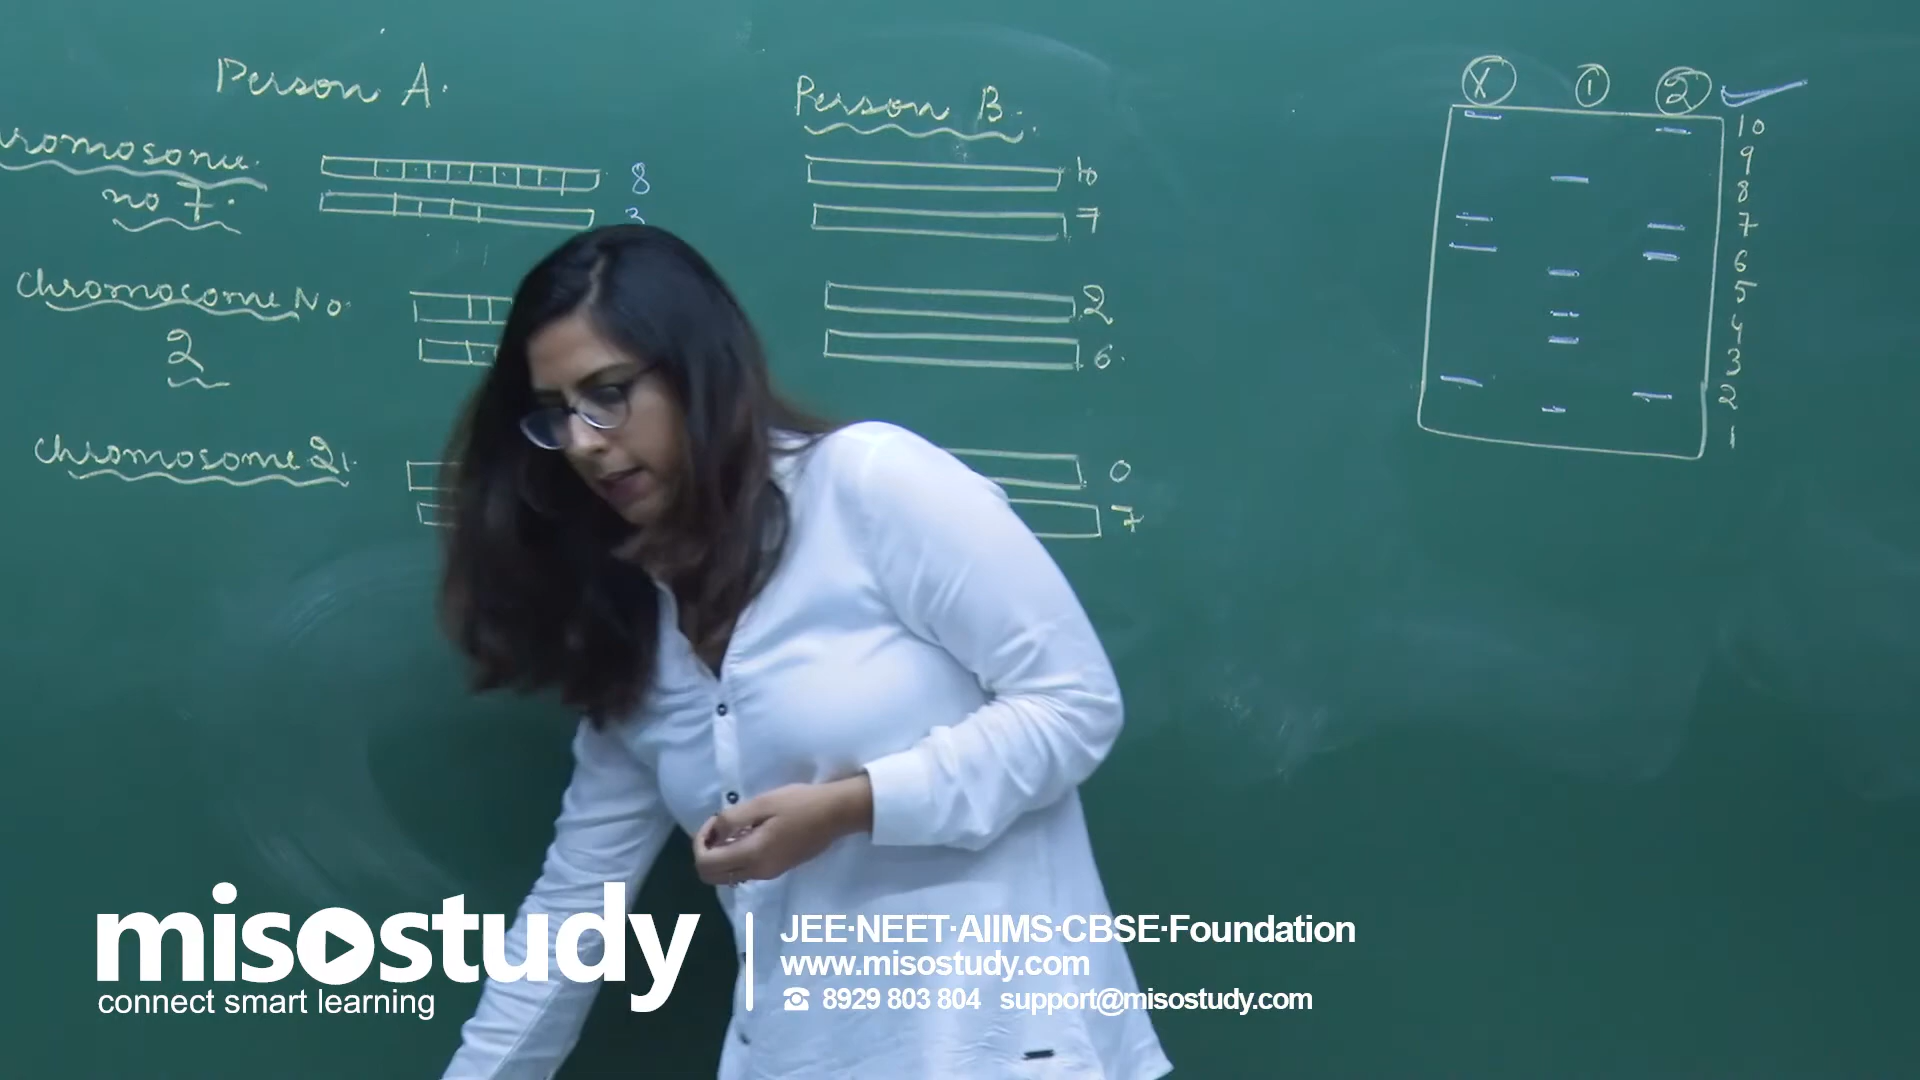 Person A.
Chromosome
no 7.
8
3
Chromosome No.
2
Chromosome 21
Person B.
10
7
2
6.
0
7
X 1 2
10
9
8
7
6
5
4
3
2
1
misostudy
connect smart learning
JEE·NEET·AIIMS·CBSE·Foundation
www.misostudy.com
8929 803 804 support@misostudy.com